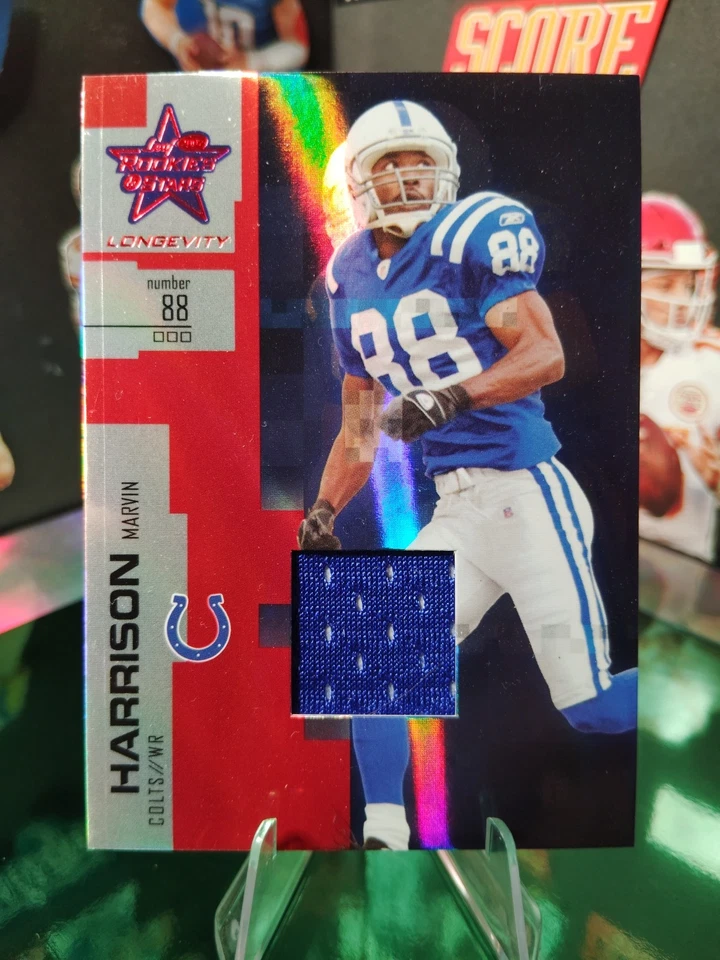 SCORE
Leaf
ROOKIES
& STARS
LONGEVITY
number
88
88
88
HARRISON
MARVIN
COLTS//WR